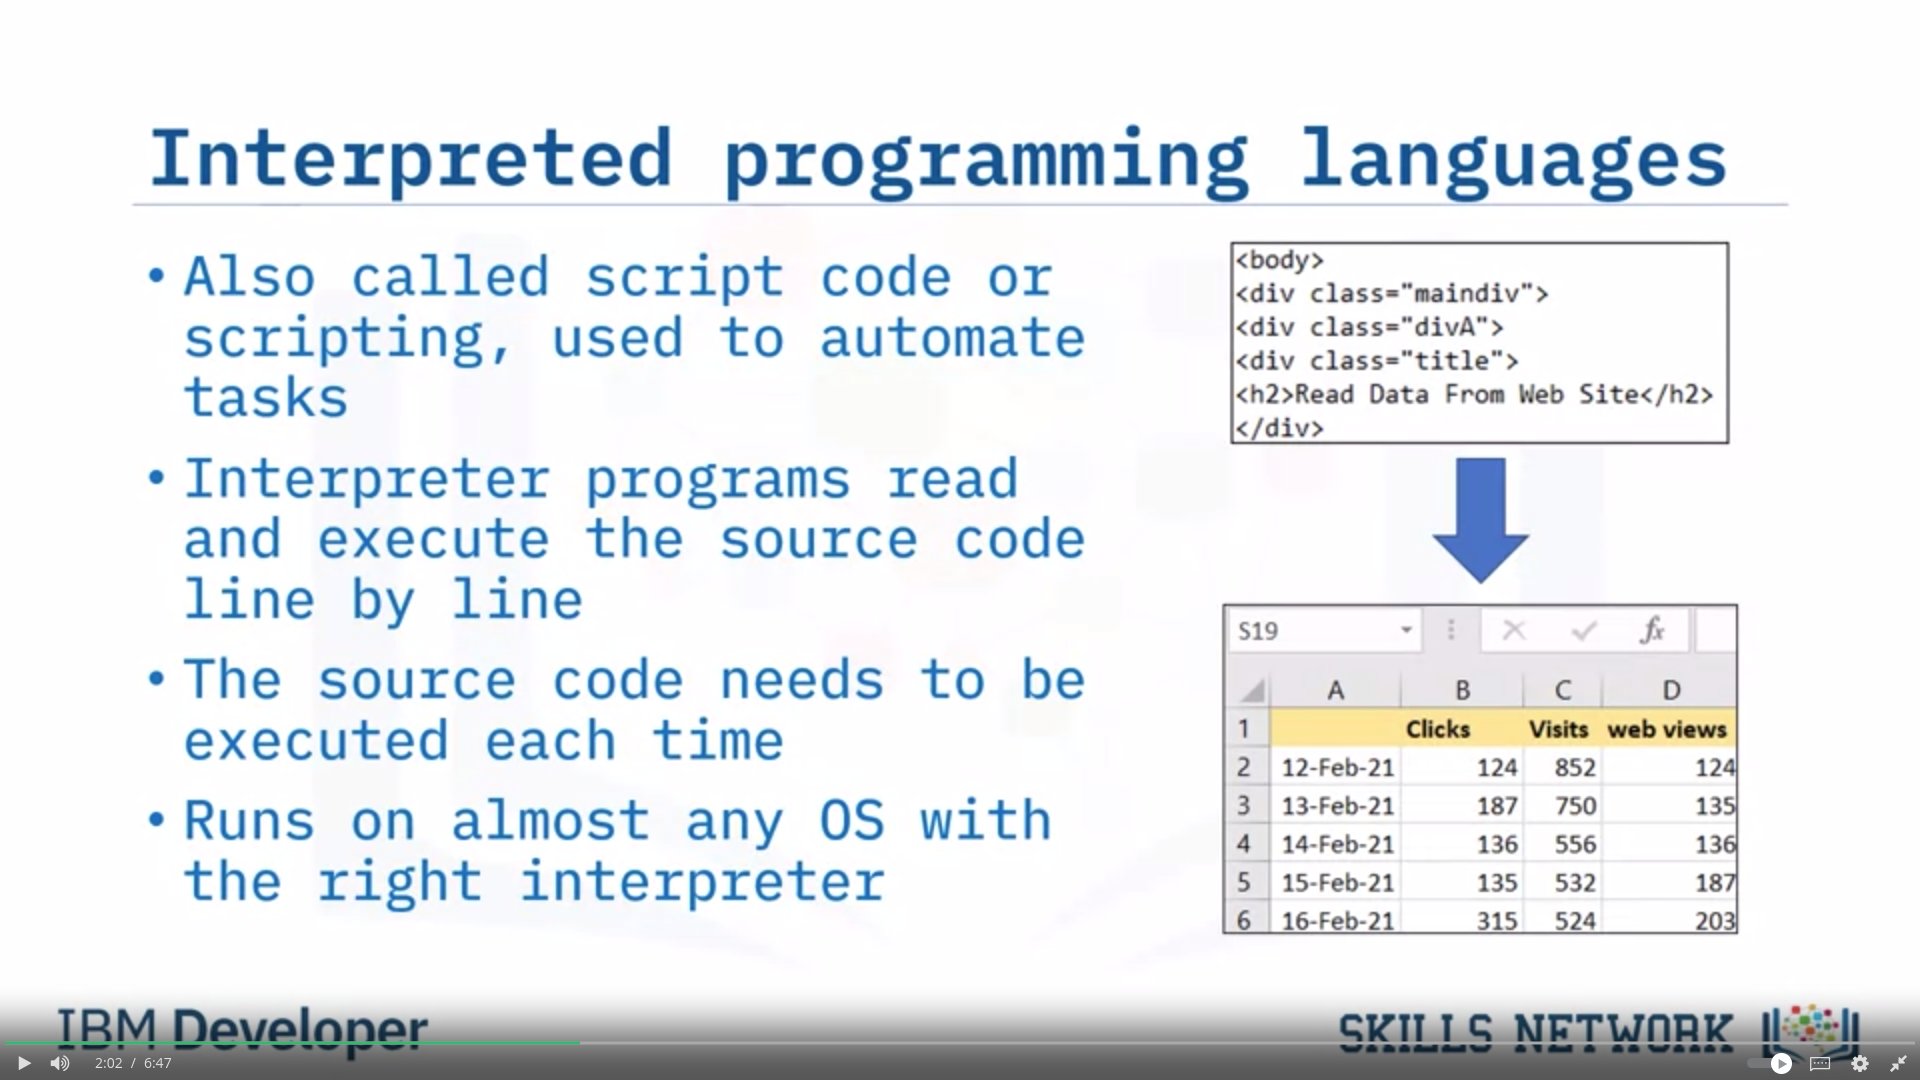 Interpreted programming languages
• Also called script code or
scripting, used to automate
tasks
• Interpreter programs read
and execute the source code
line by line
• The source code needs to be
executed each time
• Runs on almost any OS with
the right interpreter
<body>
<div class="maindiv">
<div class="divA">
<div class="title">
<h2>Read Data From Web Site</h2>
</div>
S19 fx
A B C D
1 Clicks Visits web views
2 12-Feb-21 124 852 124
3 13-Feb-21 187 750 135
4 14-Feb-21 136 556 136
5 15-Feb-21 135 532 187
6 16-Feb-21 315 524 203
IBM Developer
SKILLS NETWORK
2:02 / 6:47